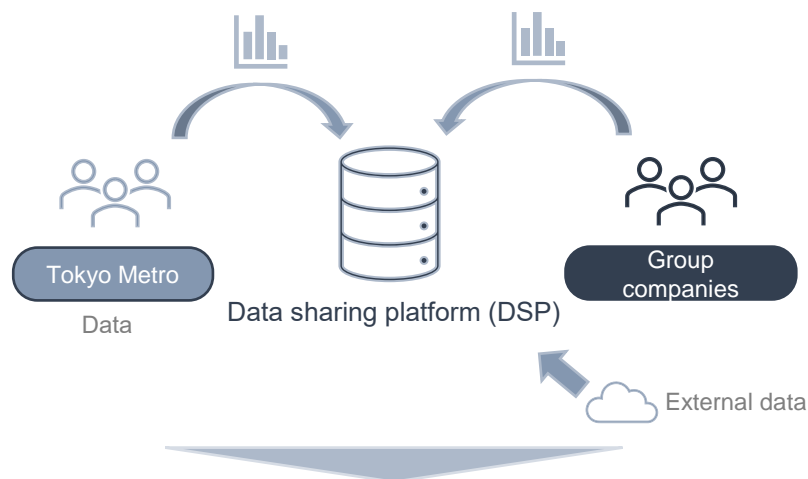 Tokyo Metro
Data
Data sharing platform (DSP)
Group
companies
External data